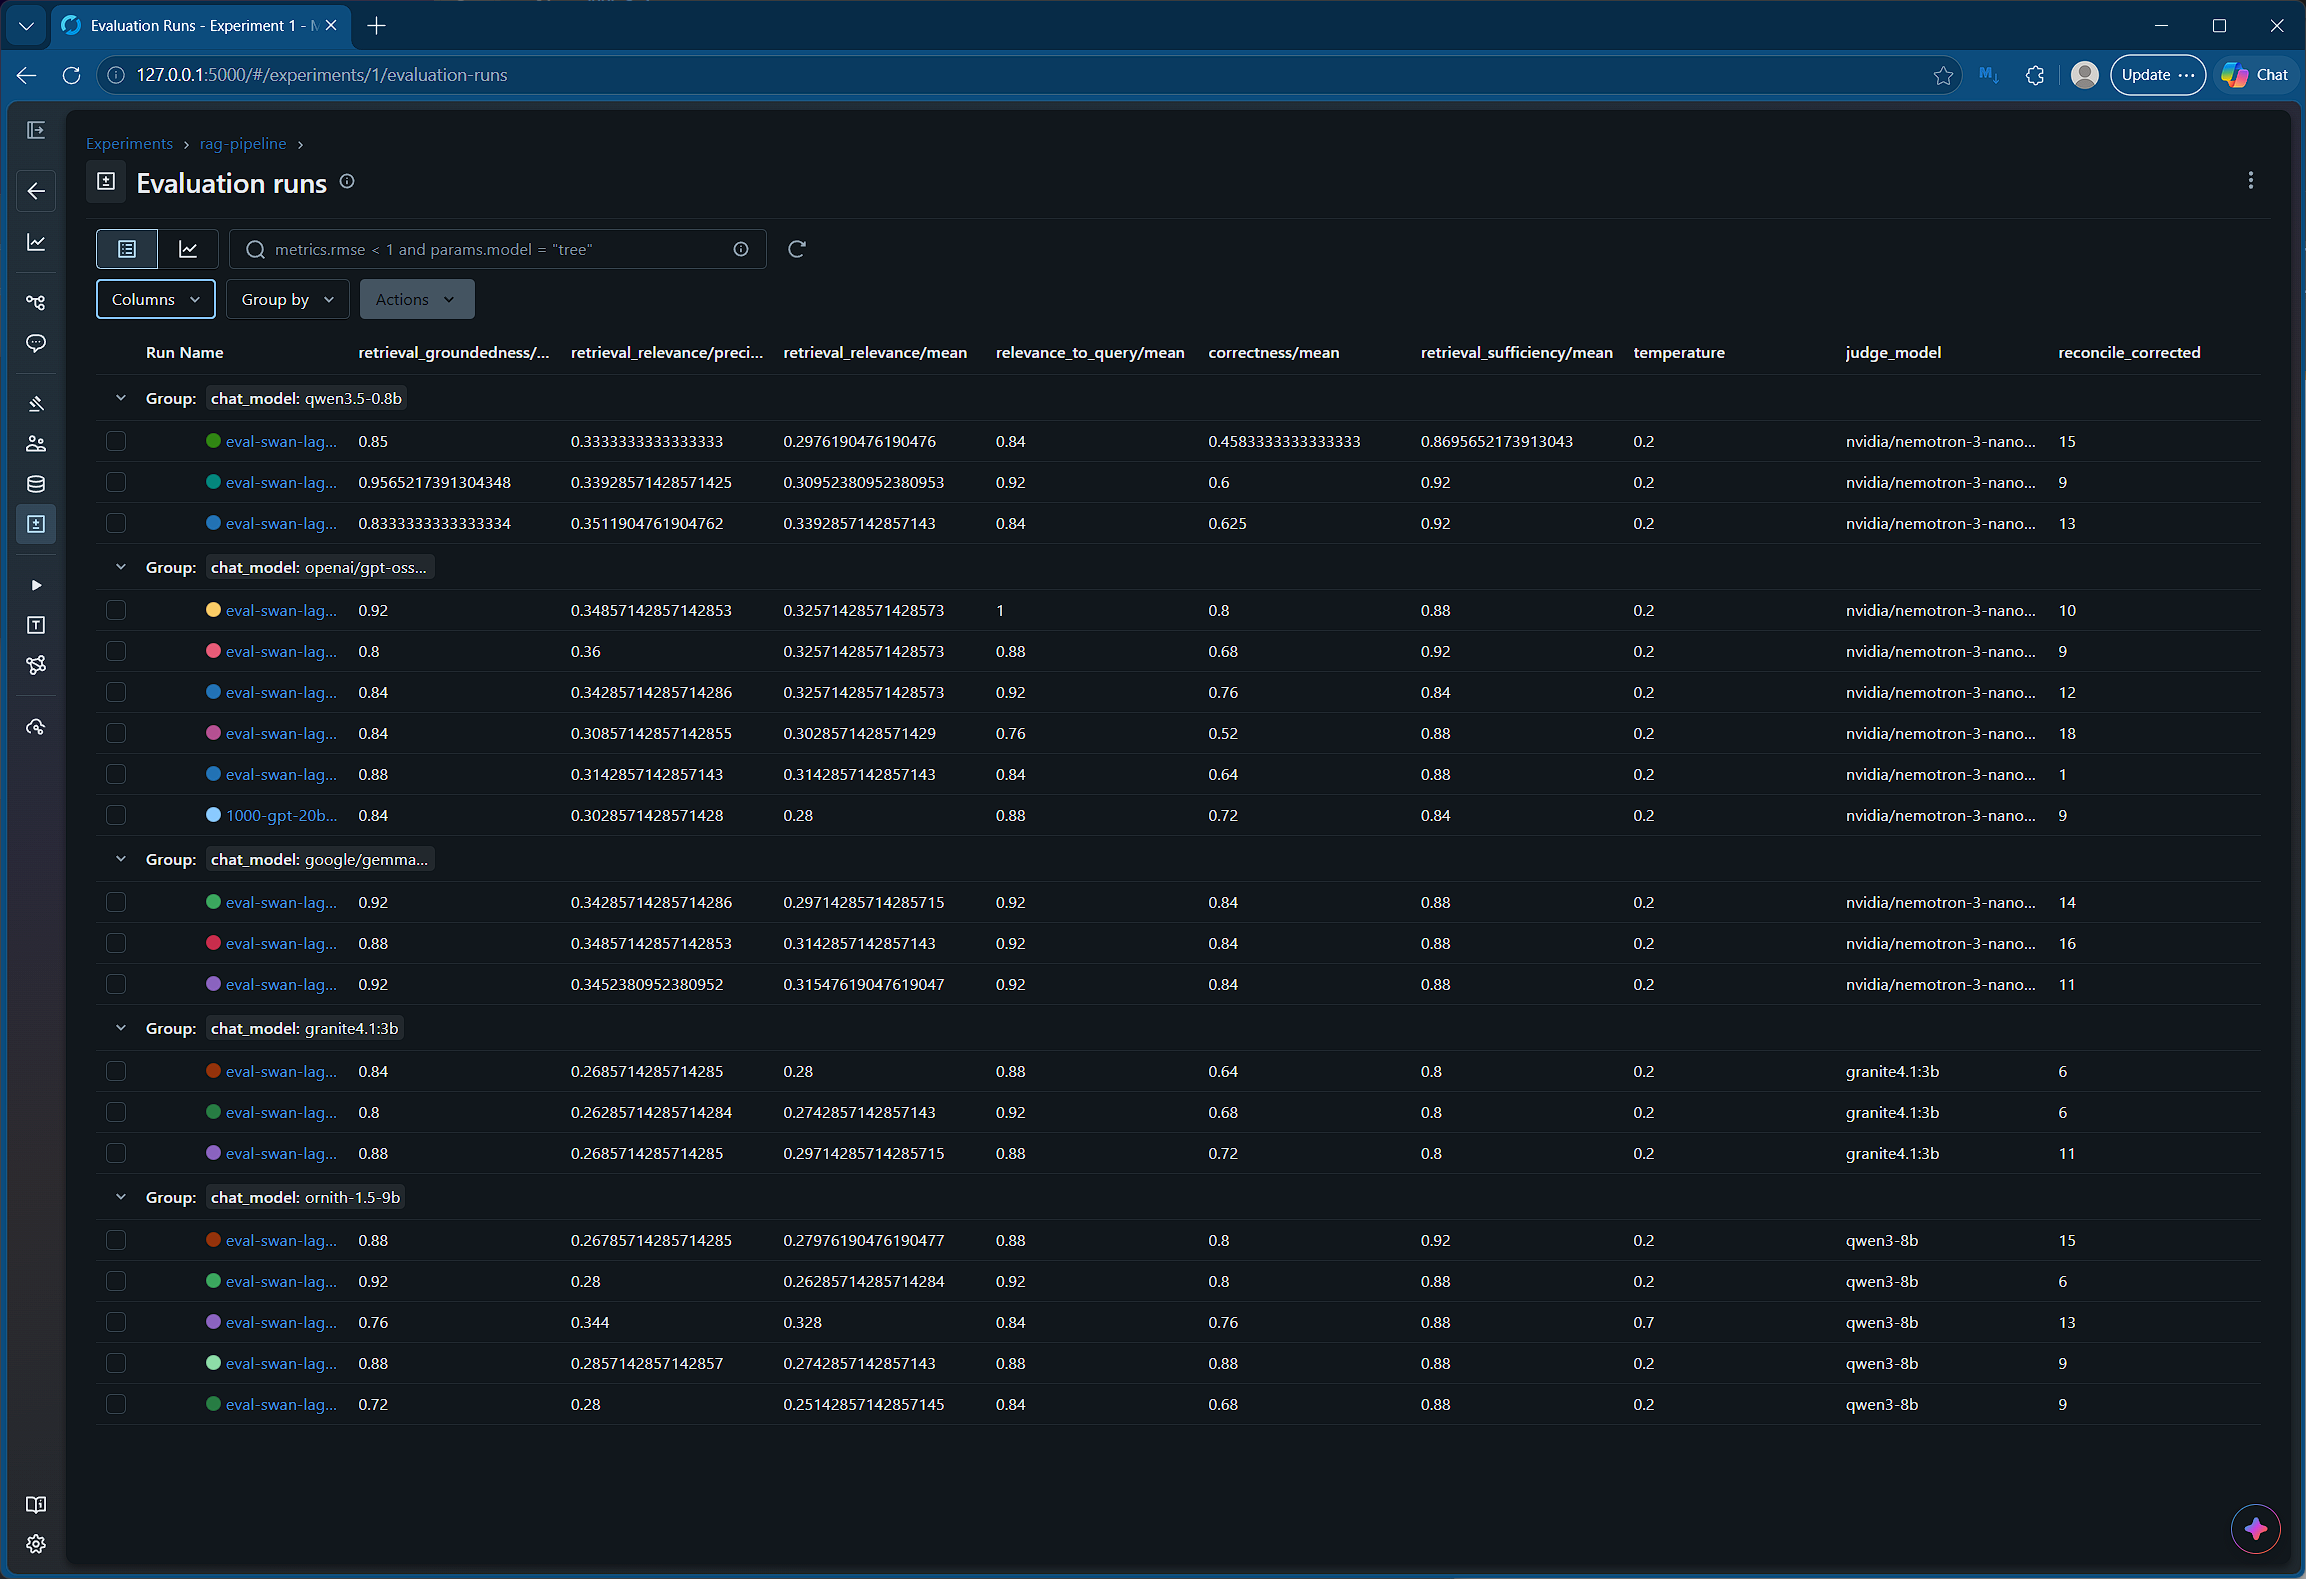 Evaluation Runs - Experiment 1 - M
127.0.0.1:5000/#/experiments/1/evaluation-runs
M↓
Update
Chat
Experiments › rag-pipeline ›
Evaluation runs
metrics.rmse < 1 and params.model = "tree"
Columns Group by Actions
Run Name retrieval_groundedness/... retrieval_relevance/preci... retrieval_relevance/mean relevance_to_query/mean correctness/mean retrieval_sufficiency/mean temperature judge_model reconcile_corrected
Group: chat_model: qwen3.5-0.8b
eval-swan-lag... 0.85 0.3333333333333333 0.2976190476190476 0.84 0.4583333333333333 0.8695652173913043 0.2 nvidia/nemotron-3-nano... 15
eval-swan-lag... 0.9565217391304348 0.33928571428571425 0.30952380952380953 0.92 0.6 0.92 0.2 nvidia/nemotron-3-nano... 9
eval-swan-lag... 0.8333333333333334 0.3511904761904762 0.3392857142857143 0.84 0.625 0.92 0.2 nvidia/nemotron-3-nano... 13
Group: chat_model: openai/gpt-oss...
eval-swan-lag... 0.92 0.34857142857142853 0.32571428571428573 1 0.8 0.88 0.2 nvidia/nemotron-3-nano... 10
eval-swan-lag... 0.8 0.36 0.32571428571428573 0.88 0.68 0.92 0.2 nvidia/nemotron-3-nano... 9
eval-swan-lag... 0.84 0.34285714285714286 0.32571428571428573 0.92 0.76 0.84 0.2 nvidia/nemotron-3-nano... 12
eval-swan-lag... 0.84 0.30857142857142855 0.3028571428571429 0.76 0.52 0.88 0.2 nvidia/nemotron-3-nano... 18
eval-swan-lag... 0.88 0.3142857142857143 0.3142857142857143 0.84 0.64 0.88 0.2 nvidia/nemotron-3-nano... 1
1000-gpt-20b... 0.84 0.3028571428571428 0.28 0.88 0.72 0.84 0.2 nvidia/nemotron-3-nano... 9
Group: chat_model: google/gemma...
eval-swan-lag... 0.92 0.34285714285714286 0.29714285714285715 0.92 0.84 0.88 0.2 nvidia/nemotron-3-nano... 14
eval-swan-lag... 0.88 0.34857142857142853 0.3142857142857143 0.92 0.84 0.88 0.2 nvidia/nemotron-3-nano... 16
eval-swan-lag... 0.92 0.3452380952380952 0.31547619047619047 0.92 0.84 0.88 0.2 nvidia/nemotron-3-nano... 11
Group: chat_model: granite4.1:3b
eval-swan-lag... 0.84 0.2685714285714285 0.28 0.88 0.64 0.8 0.2 granite4.1:3b 6
eval-swan-lag... 0.8 0.26285714285714284 0.2742857142857143 0.92 0.68 0.8 0.2 granite4.1:3b 6
eval-swan-lag... 0.88 0.2685714285714285 0.29714285714285715 0.88 0.72 0.8 0.2 granite4.1:3b 11
Group: chat_model: ornith-1.5-9b
eval-swan-lag... 0.88 0.26785714285714285 0.27976190476190477 0.88 0.8 0.92 0.2 qwen3-8b 15
eval-swan-lag... 0.92 0.28 0.26285714285714284 0.92 0.8 0.88 0.2 qwen3-8b 6
eval-swan-lag... 0.76 0.344 0.328 0.84 0.76 0.88 0.7 qwen3-8b 13
eval-swan-lag... 0.88 0.2857142857142857 0.2742857142857143 0.88 0.88 0.88 0.2 qwen3-8b 9
eval-swan-lag... 0.72 0.28 0.25142857142857145 0.84 0.68 0.88 0.2 qwen3-8b 9